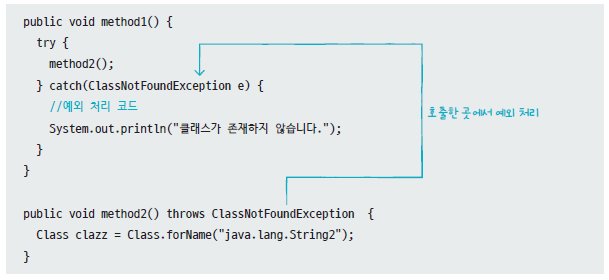 public void method1() {
try {
method2();
} catch(ClassNotFoundException e) {
//예외 처리 코드
System.out.println("클래스가 존재하지 않습니다.");
}
}
호출한 곳에서 예외 처리
public void method2() throws ClassNotFoundException {
Class clazz = Class.forName("java.lang.String2");
}